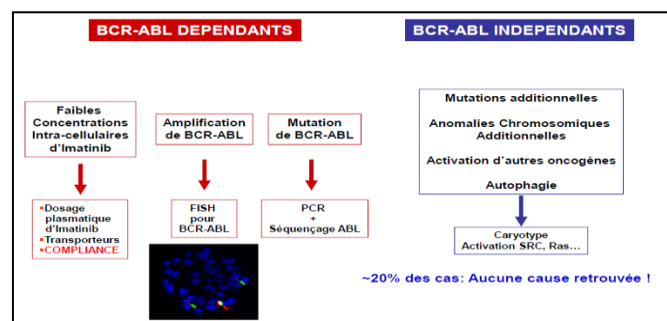 BCR-ABL DEPENDANTS
Faibles
Concentrations
Intra-cellulaires
d'Imatinib
Amplification
de BCR-ABL
Mutation
de BCR-ABL
▪Dosage
plasmatique
d'Imatinib
▪Transporteurs
▪COMPLIANCE
FISH
pour
BCR-ABL
PCR
+
Séquençage ABL
BCR-ABL INDEPENDANTS
Mutations additionnelles
Anomalies Chromosomiques
Additionnelles
Activation d'autres oncogènes
Autophagie
Caryotype
Activation SRC, Ras…
~20% des cas: Aucune cause retrouvée !